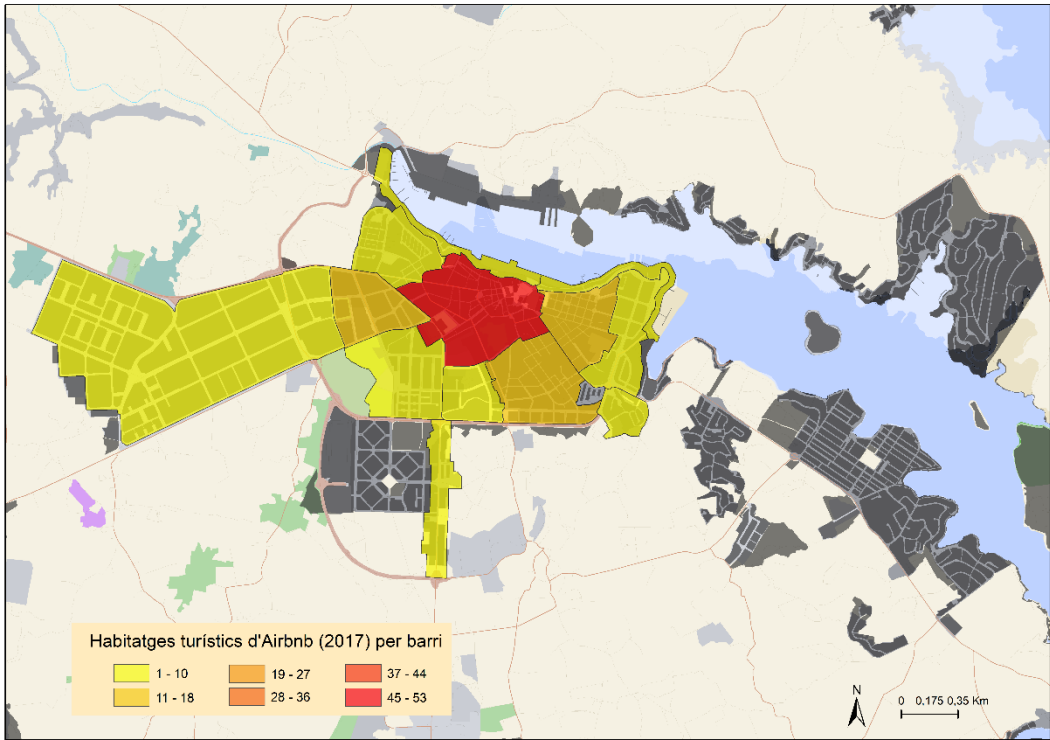 Habitatges turístics d'Airbnb (2017) per barri
1 - 10
19 - 27
37 - 44
11 - 18
28 - 36
45 - 53
N
0 0.175 0,35 Km